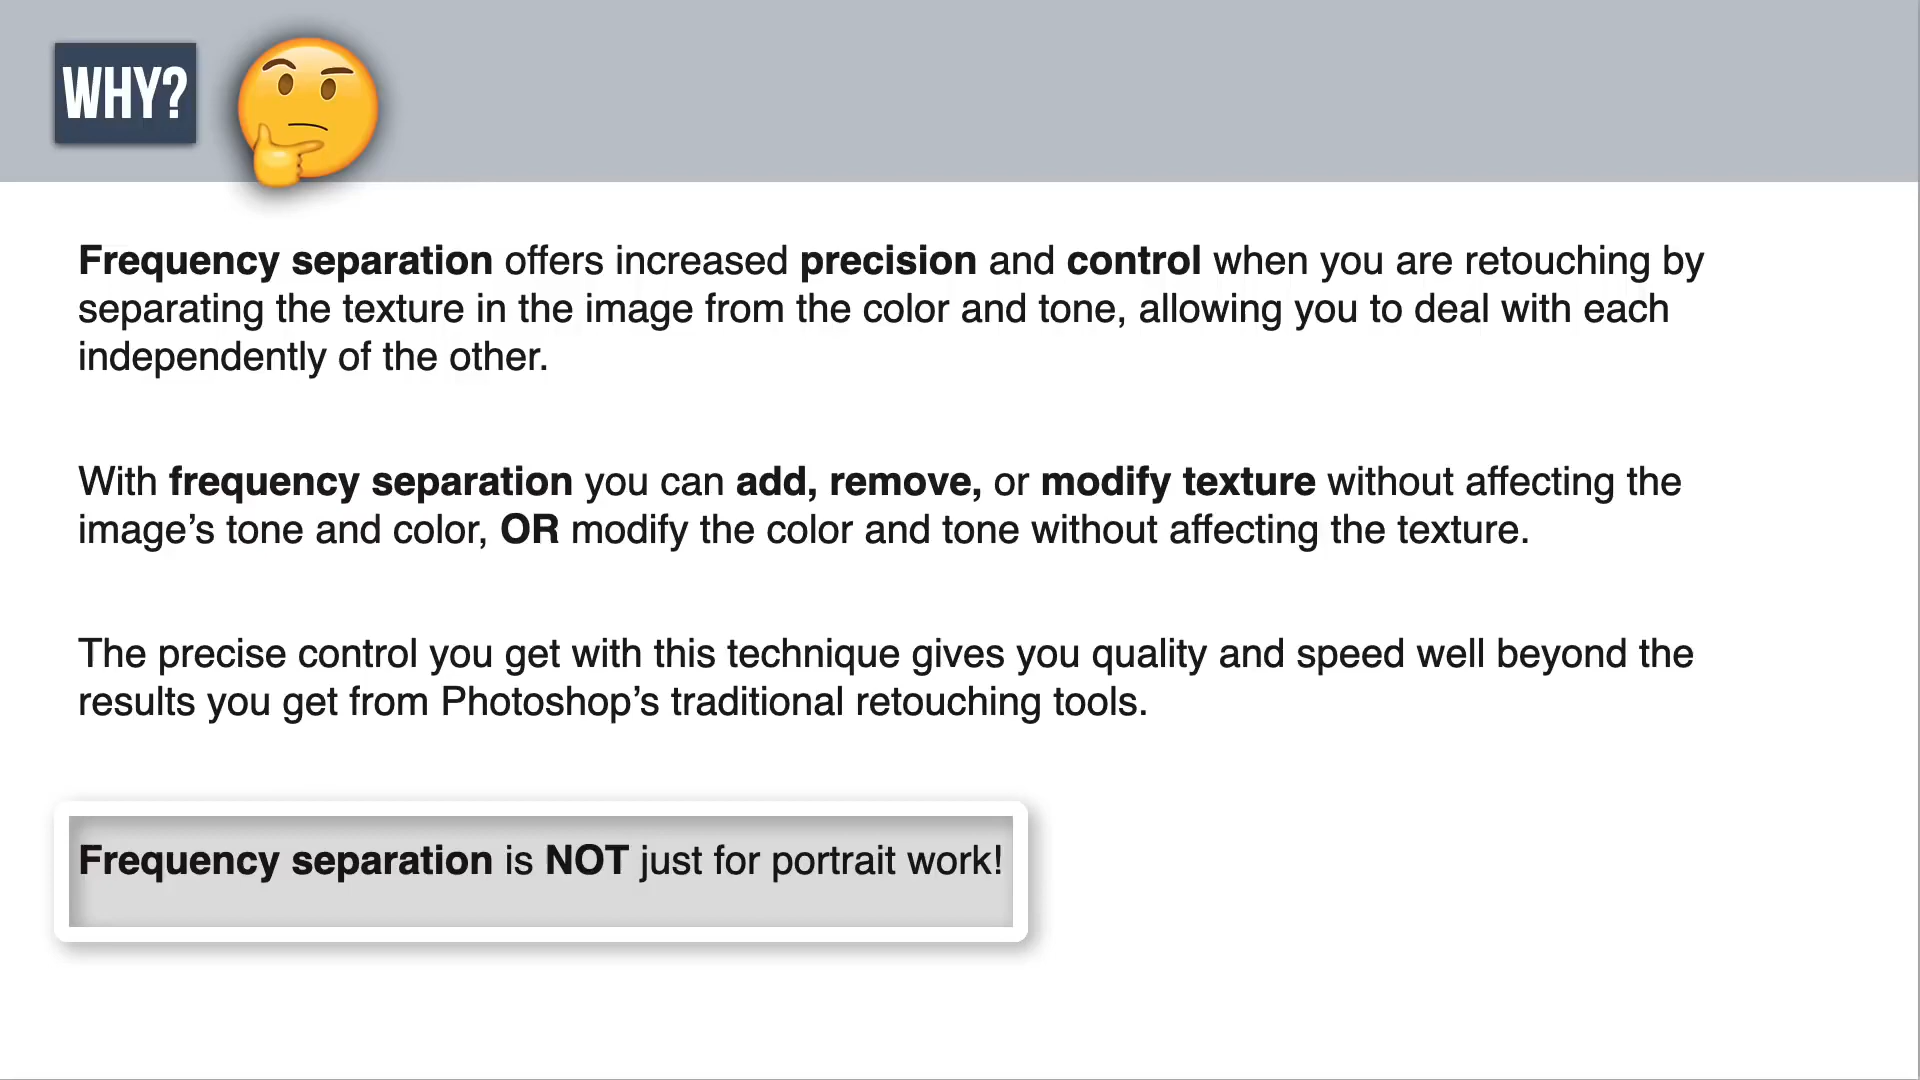 WHY?
Frequency separation offers increased precision and control when you are retouching by
separating the texture in the image from the color and tone, allowing you to deal with each
independently of the other.
With frequency separation you can add, remove, or modify texture without affecting the
image’s tone and color, OR modify the color and tone without affecting the texture.
The precise control you get with this technique gives you quality and speed well beyond the
results you get from Photoshop’s traditional retouching tools.
Frequency separation is NOT just for portrait work!